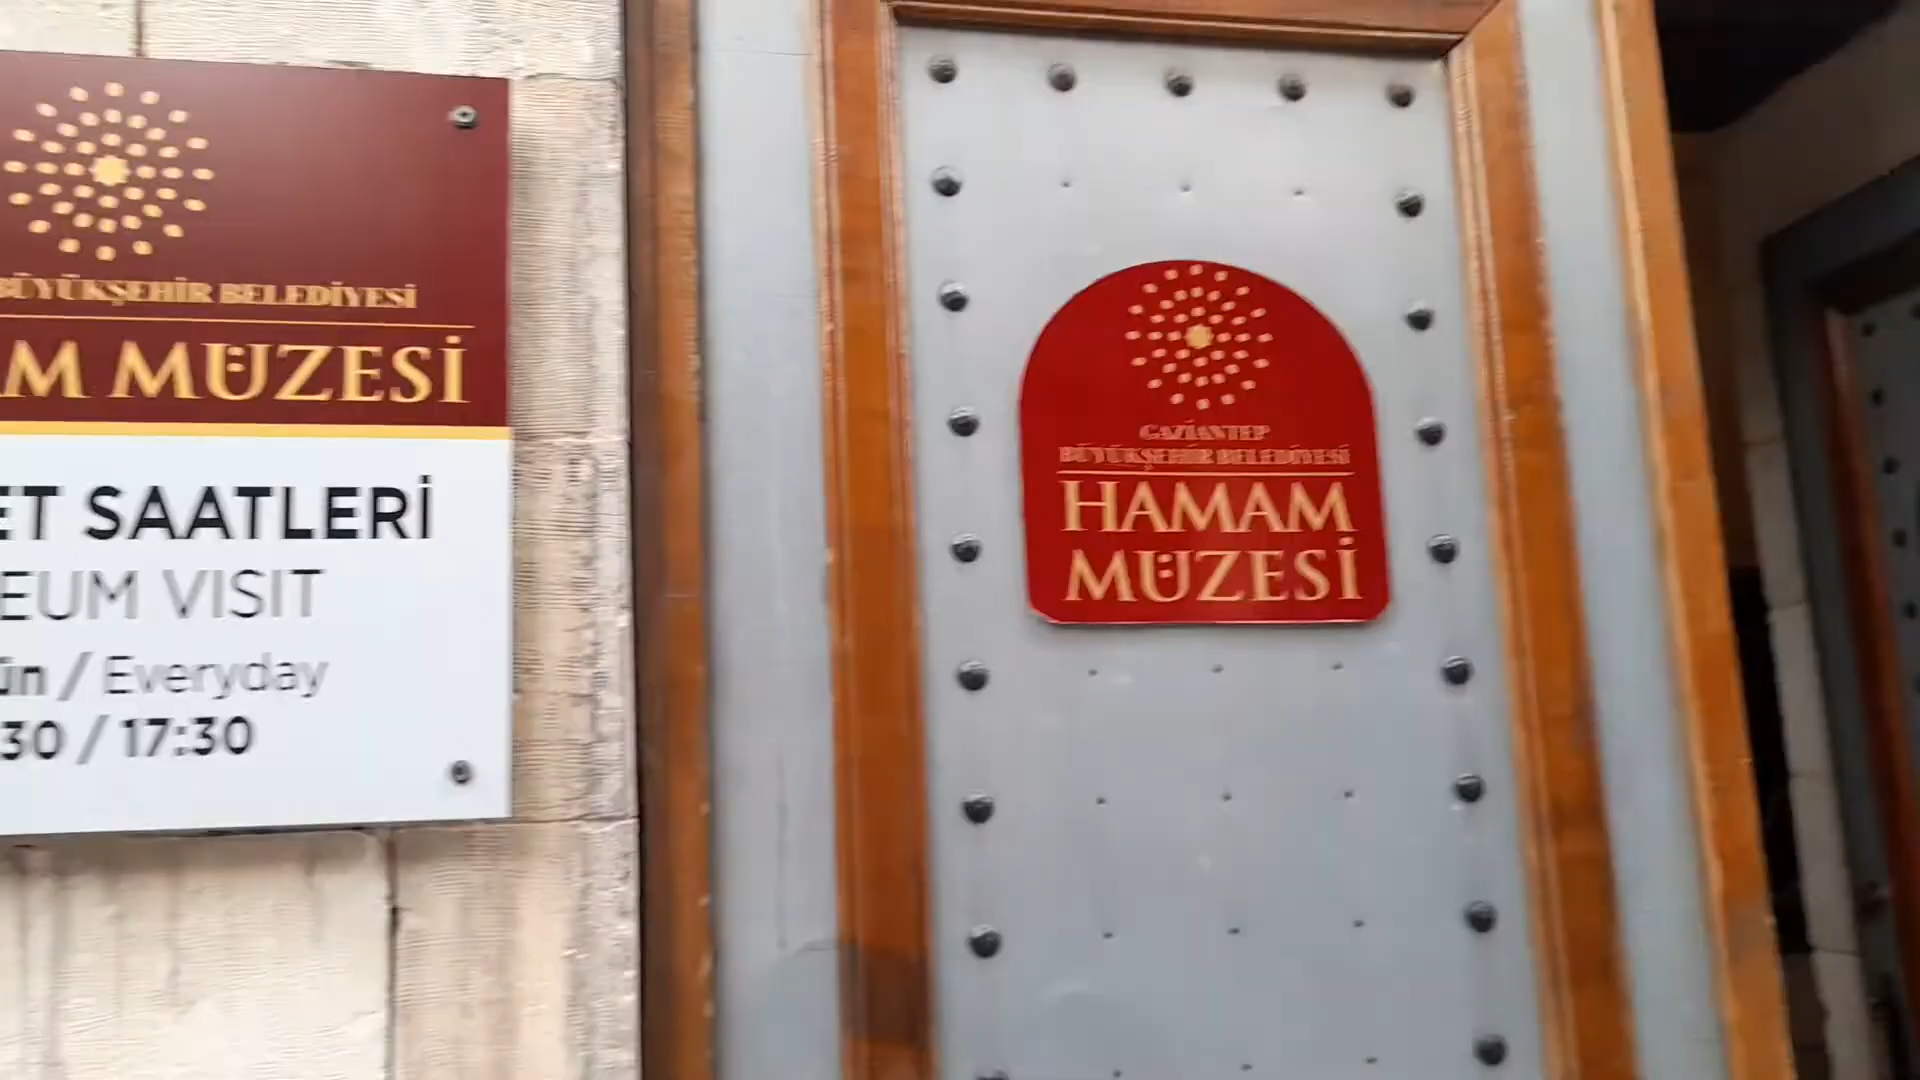 BÜYÜKŞEHİR BELEDİYESİ
M MÜZESİ
ET SAATLERİ
EUM VISIT
ün / Everyday
30 / 17:30
GAZİANTEP
BÜYÜKŞEHİR BELEDİYESİ
HAMAM
MÜZESİ